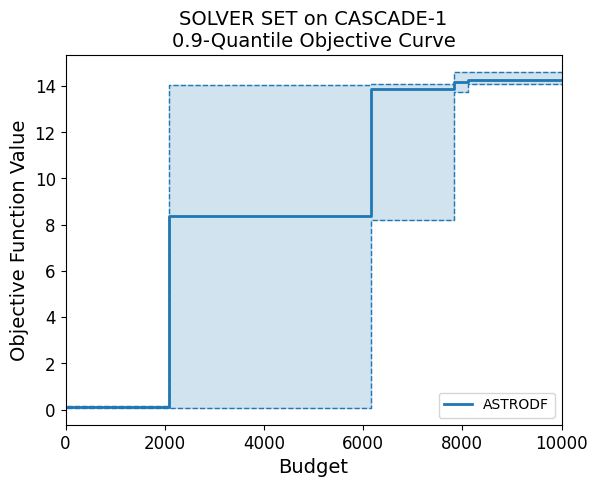 SOLVER SET on CASCADE-1
0.9-Quantile Objective Curve
Objective Function Value
14
12
10
8
6
4
2
0
0 2000 4000 6000 8000 10000
Budget
ASTRODF